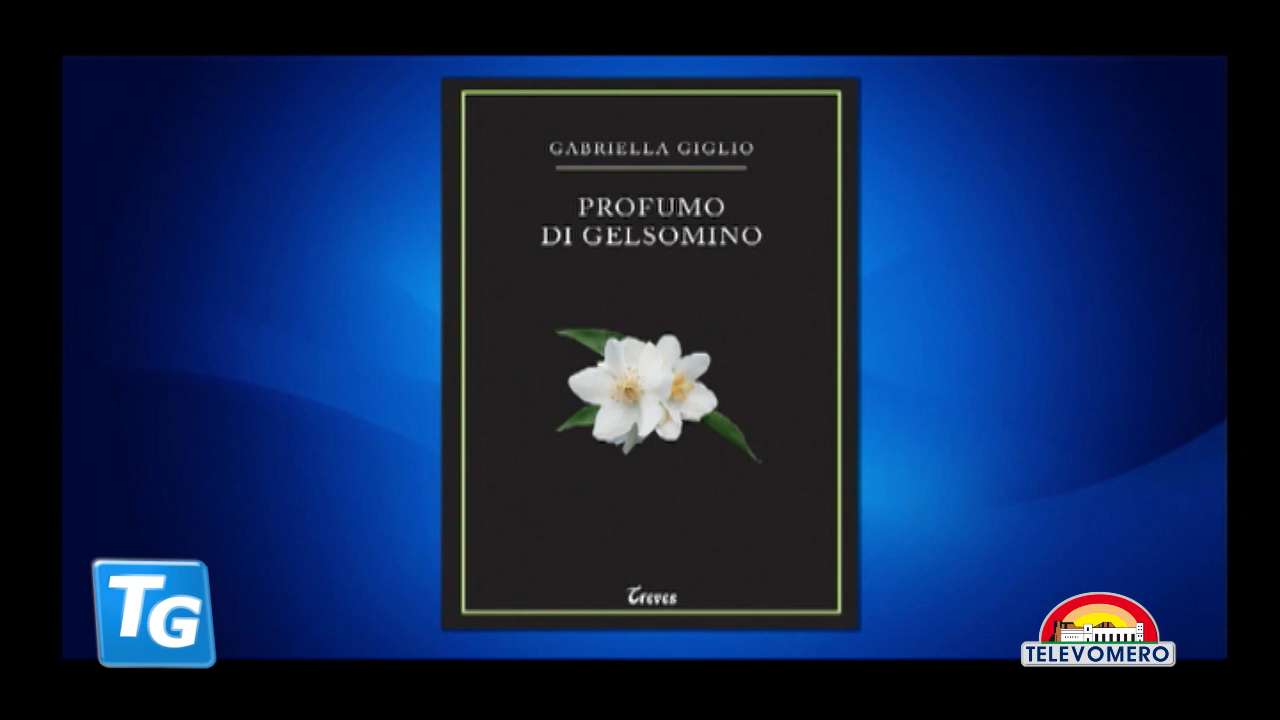 GABRIELLA GIGLIO
PROFUMO
DI GELSOMINO
Treves
TG
TELEVOMERO